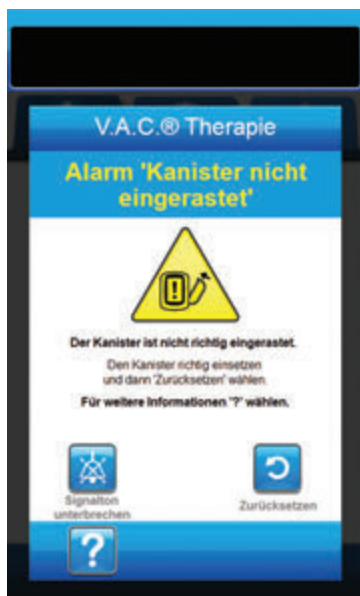 V.A.C.® Therapie
Alarm 'Kanister nicht
eingerastet'
Der Kanister ist nicht richtig eingerastet.
Den Kanister richtig einsetzen
und dann 'Zurücksetzen' wählen.
Für weitere Informationen '?' wählen.
Signalton
unterbrechen
Zurücksetzen
?